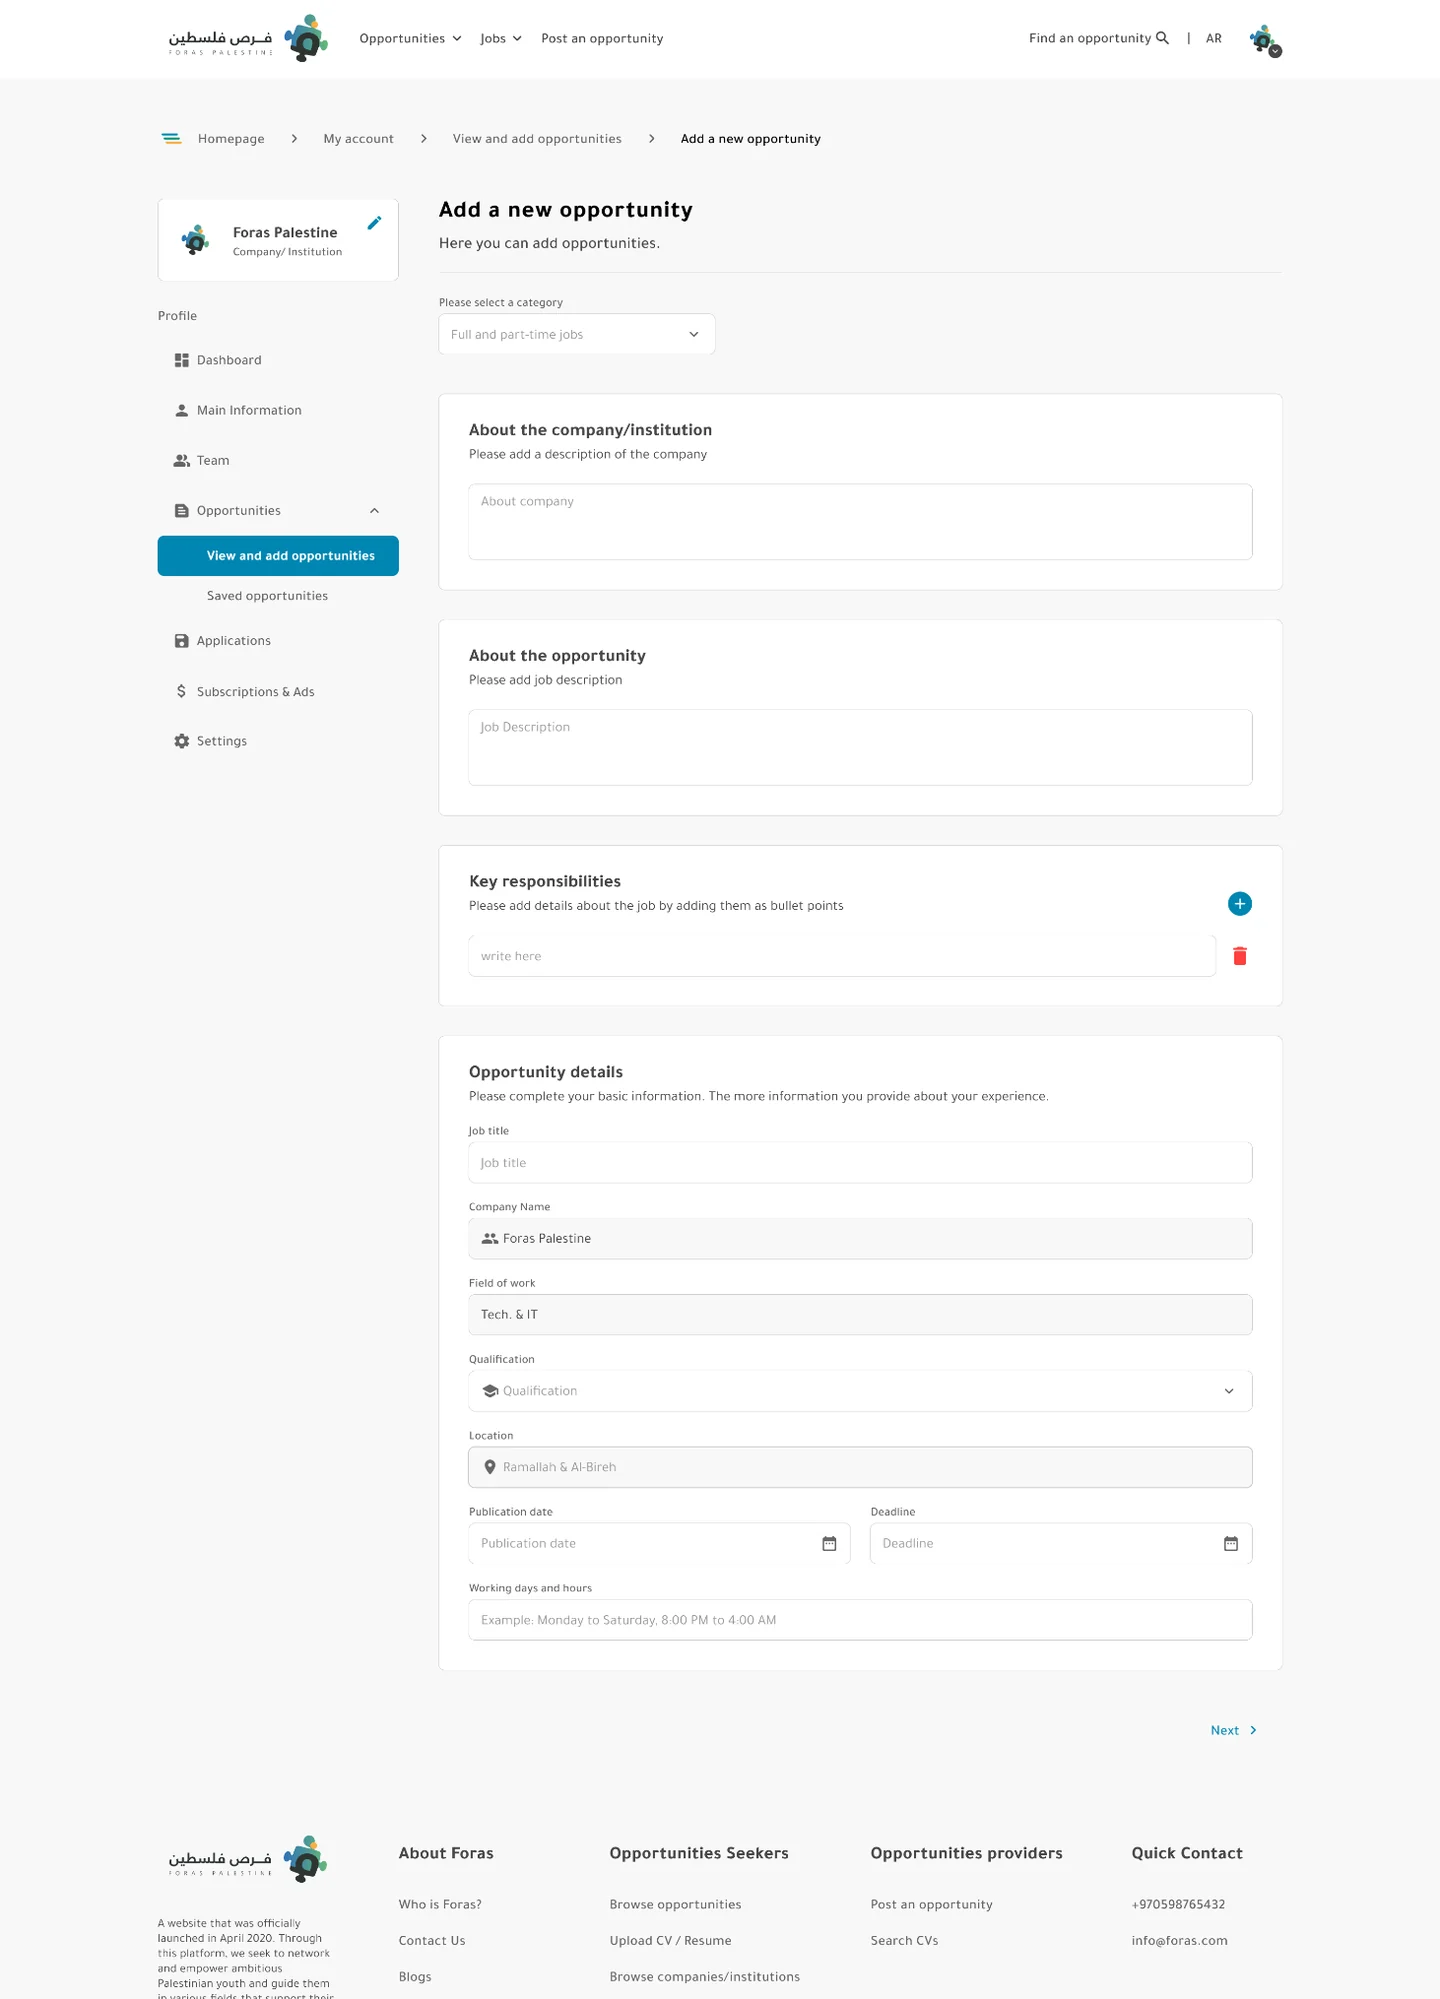 فـرص فلسطين
FORAS PALESTINE
Opportunities
Jobs
Post an opportunity
Find an opportunity
|
AR
Homepage
My account
View and add opportunities
Add a new opportunity
Foras Palestine
Company/ Institution
Profile
Dashboard
Main Information
Team
Opportunities
View and add opportunities
Saved opportunities
Applications
Subscriptions & Ads
Settings
Add a new opportunity
Here you can add opportunities.
Please select a category
Full and part-time jobs
About the company/institution
Please add a description of the company
About company
About the opportunity
Please add job description
Job Description
Key responsibilities
Please add details about the job by adding them as bullet points
write here
Opportunity details
Please complete your basic information. The more information you provide about your experience.
Job title
Job title
Company Name
Foras Palestine
Field of work
Tech. & IT
Qualification
Qualification
Location
Ramallah & Al-Bireh
Publication date
Publication date
Deadline
Deadline
Working days and hours
Example: Monday to Saturday, 8:00 PM to 4:00 AM
Next
فـرص فلسطين
FORAS PALESTINE
A website that was officially
launched in April 2020. Through
this platform, we seek to network
and empower ambitious
Palestinian youth and guide them
in various fields that support their
About Foras
Who is Foras?
Contact Us
Blogs
Opportunities Seekers
Browse opportunities
Upload CV / Resume
Browse companies/institutions
Opportunities providers
Post an opportunity
Search CVs
Quick Contact
+970598765432
info@foras.com